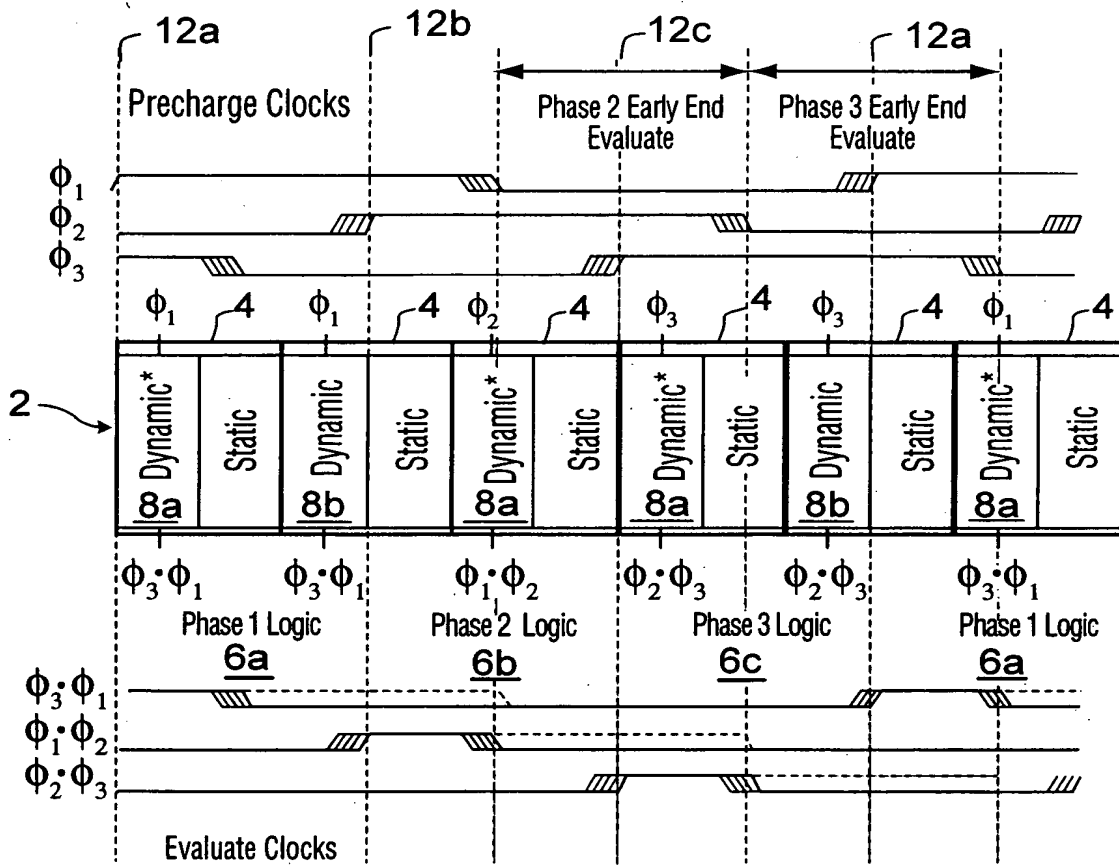 12a 12b 12c 12a
Precharge Clocks
Phase 2 Early End Evaluate
Phase 3 Early End Evaluate
ϕ1
ϕ2
ϕ3
ϕ1 4 ϕ1 4 ϕ2 4 ϕ3 4 ϕ3 4 ϕ1 4
2
Dynamic* Static Dynamic Static Dynamic* Static Dynamic* Static Dynamic Static Dynamic* Static
8a 8b 8a 8a 8b 8a
ϕ3·ϕ1 ϕ3·ϕ1 ϕ1·ϕ2 ϕ2·ϕ3 ϕ2·ϕ3 ϕ3·ϕ1
Phase 1 Logic Phase 2 Logic Phase 3 Logic Phase 1 Logic
6a 6b 6c 6a
ϕ3·ϕ1
ϕ1·ϕ2
ϕ2·ϕ3
Evaluate Clocks